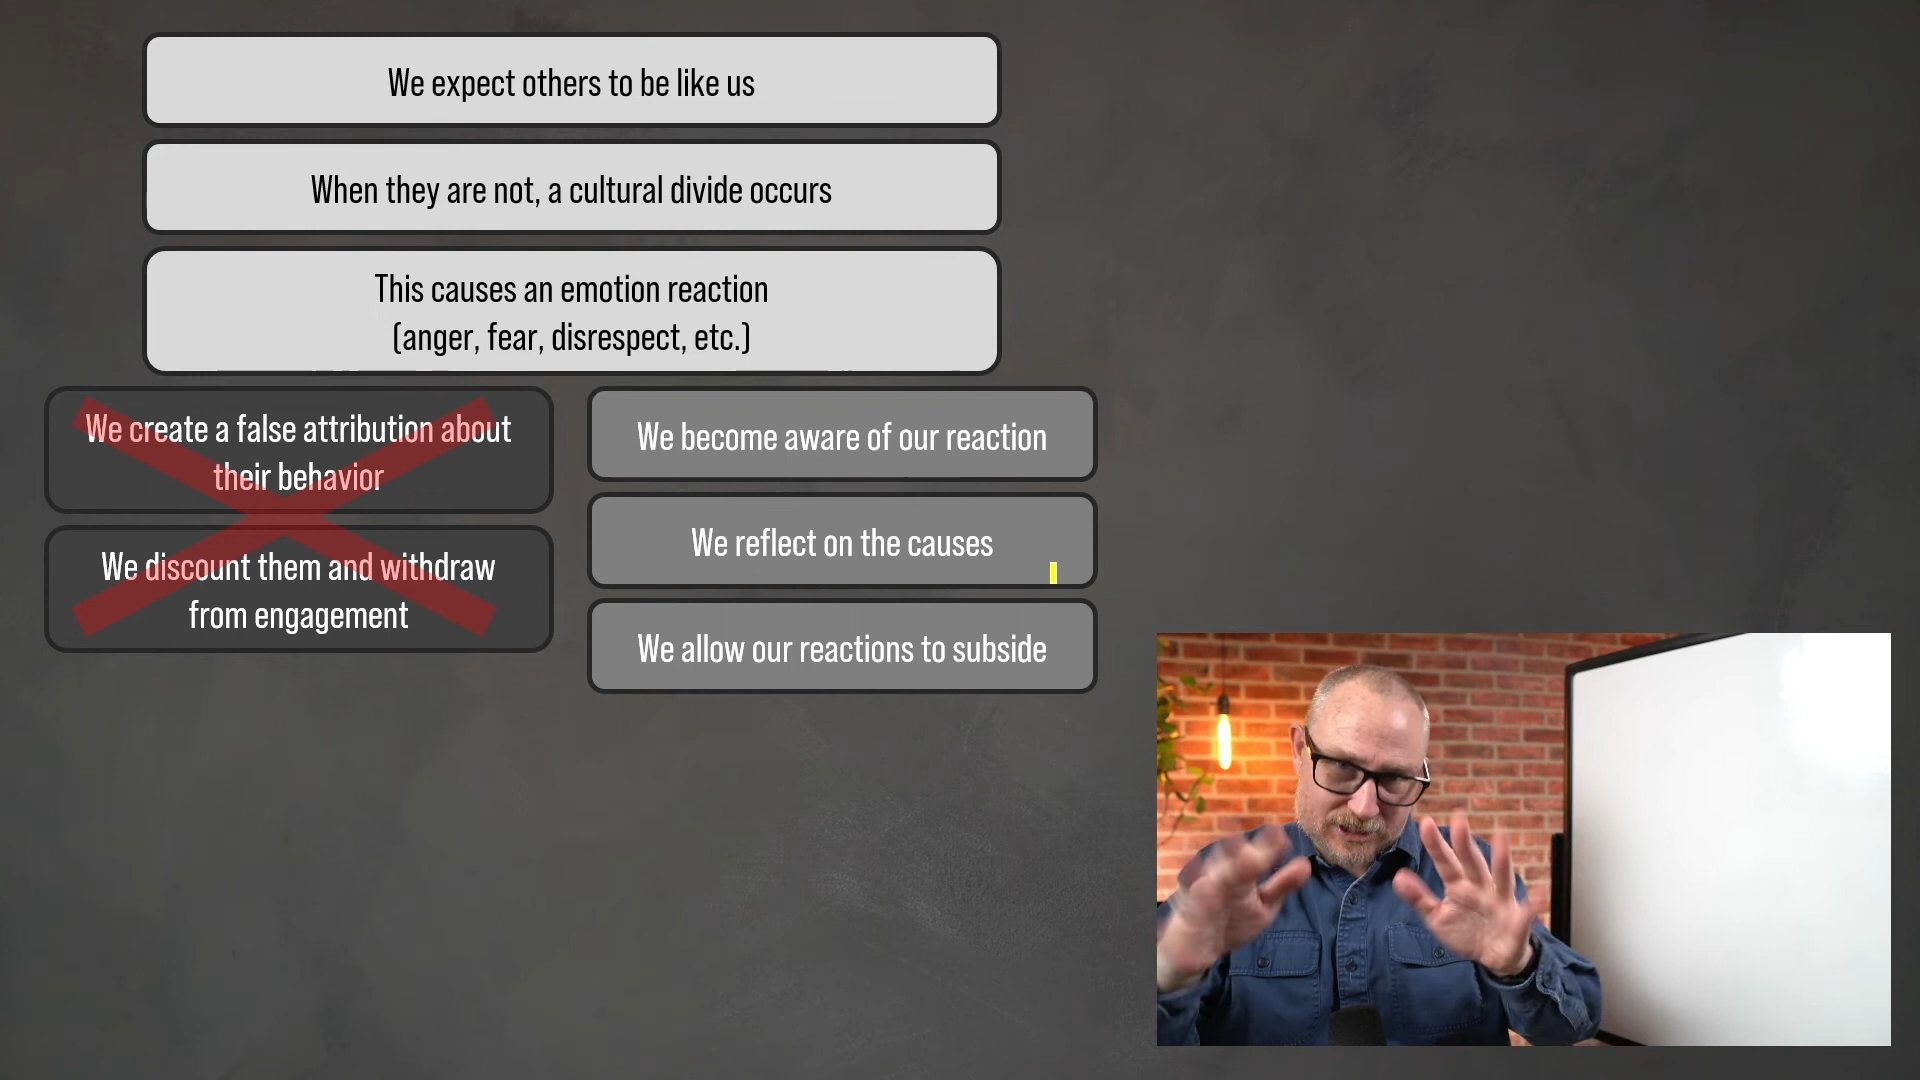 We expect others to be like us
When they are not, a cultural divide occurs
This causes an emotion reaction
(anger, fear, disrespect, etc.)
We create a false attribution about
their behavior
We discount them and withdraw
from engagement
We become aware of our reaction
We reflect on the causes
We allow our reactions to subside